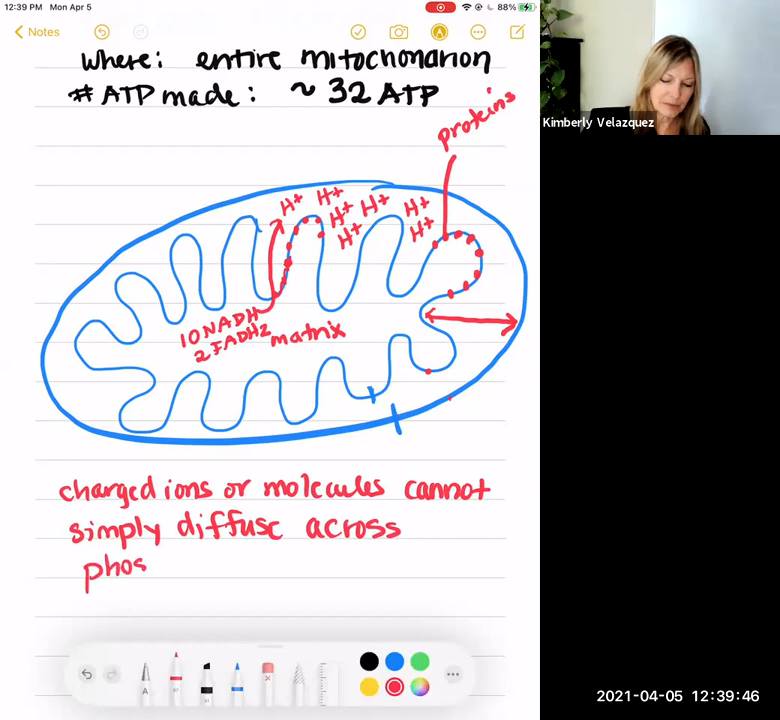 12:39 PM Mon Apr 5
88%
Notes
where: entire mitochondrion
# ATP made: ~ 32 ATP
proteins
H+ H+ H+ H+
H+ H+ H+
10 NADH
2 FADH2 matrix
charged ions or molecules cannot
simply diffuse across
phos
A
Kimberly Velazquez
2021-04-05 12:39:46